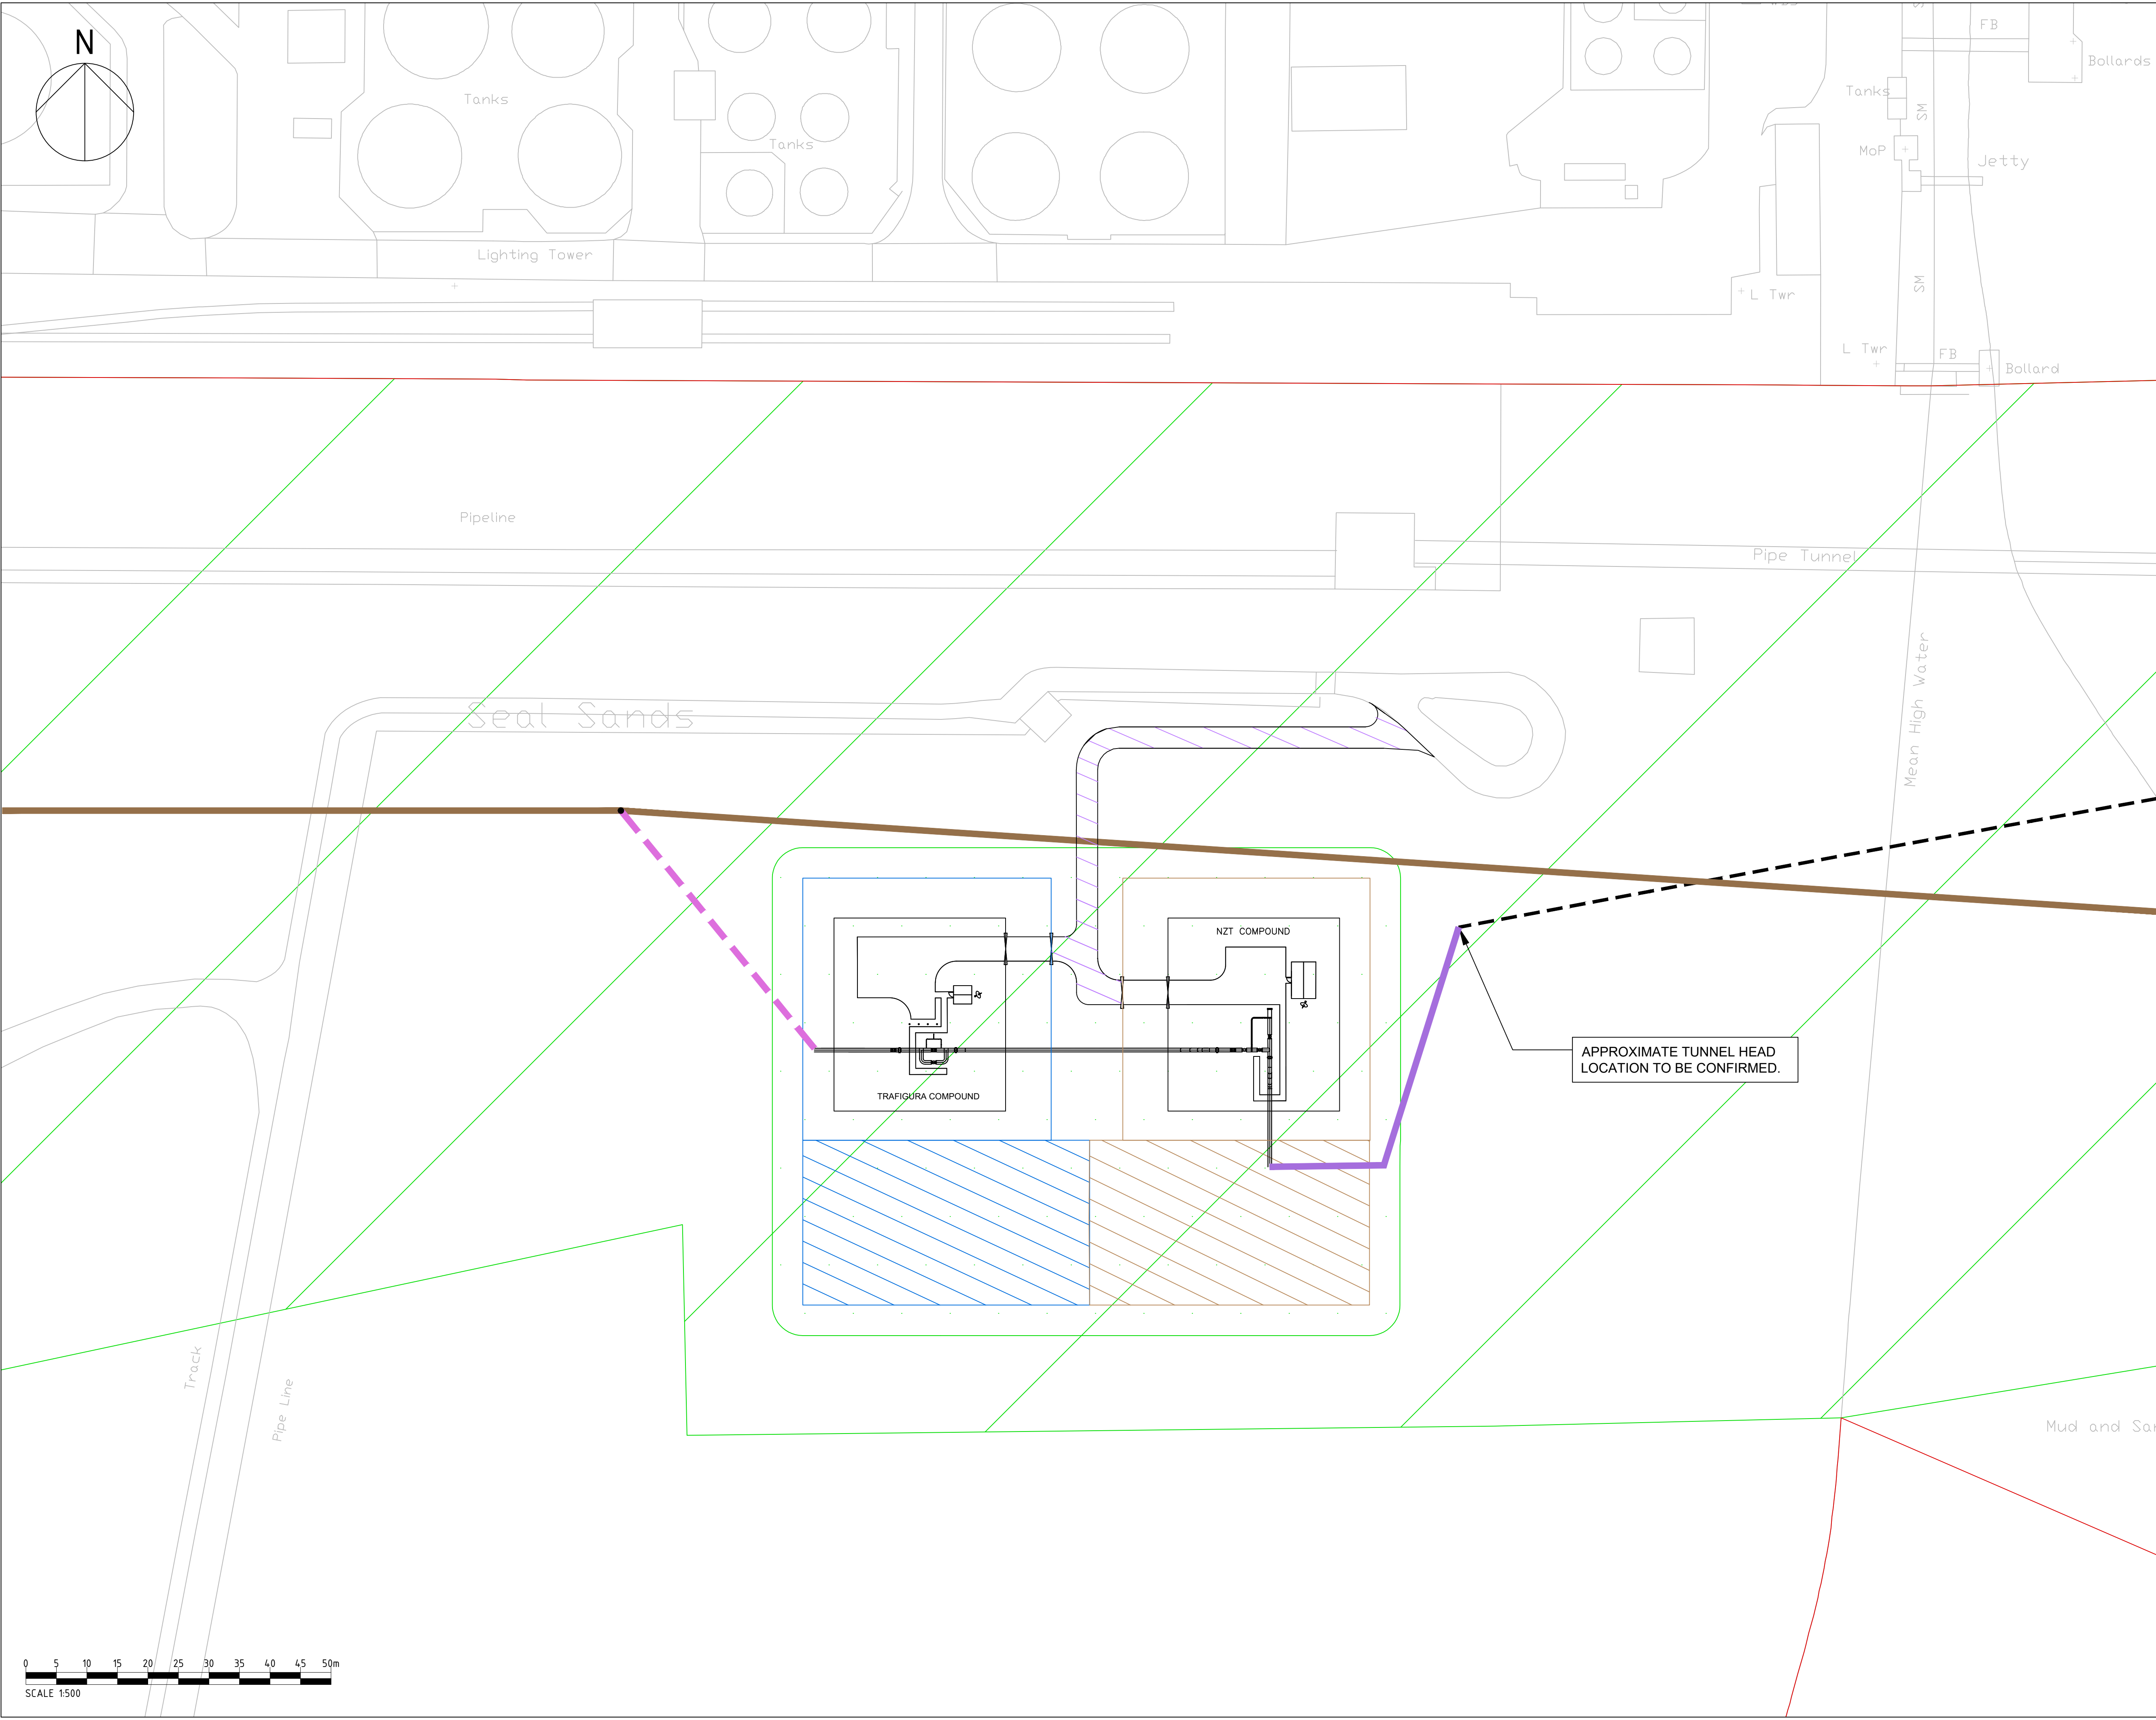 N
FB
Bollards
Tanks
Tanks
SM
Tanks
MoP
Jetty
Lighting Tower
SM
L Twr
L Twr
FB
Bollard
Pipeline
Pipe Tunnel
Seal Sands
Mean High Water
NZT COMPOUND
APPROXIMATE TUNNEL HEAD
LOCATION TO BE CONFIRMED.
TRAFIGURA COMPOUND
Track
Pipe Line
Mud and
0 5 10 15 20 25 30 35 40 45 50m
SCALE 1:500